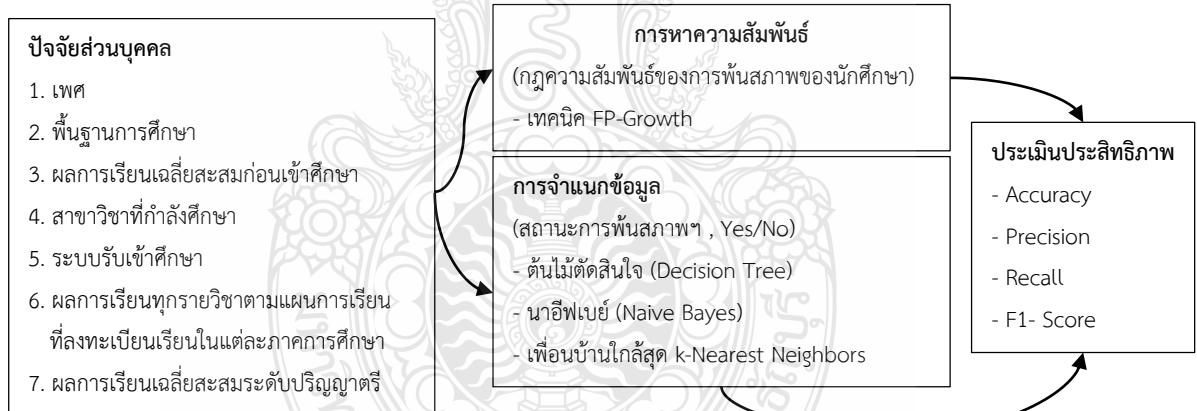 ปัจจัยส่วนบุคคล
1. เพศ
2. พื้นฐานการศึกษา
3. ผลการเรียนเฉลี่ยสะสมก่อนเข้าศึกษา
4. สาขาวิชาที่กำลังศึกษา
5. ระบบรับเข้าศึกษา
6. ผลการเรียนทุกรายวิชาตามแผนการเรียน
ที่ลงทะเบียนเรียนในแต่ละภาคการศึกษา
7. ผลการเรียนเฉลี่ยสะสมระดับปริญญาตรี
การหาความสัมพันธ์
(กฎความสัมพันธ์ของการพ้นสภาพของนักศึกษา)
- เทคนิค FP-Growth
การจำแนกข้อมูล
(สถานะการพ้นสภาพฯ , Yes/No)
- ต้นไม้ตัดสินใจ (Decision Tree)
- นาอีฟเบย์ (Naive Bayes)
- เพื่อนบ้านใกล้สุด k-Nearest Neighbors
ประเมินประสิทธิภาพ
- Accuracy
- Precision
- Recall
- F1- Score